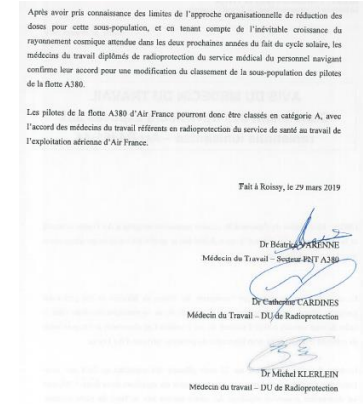 Après avoir pris connaissance des limites de l'approche organisationnelle de réduction des
doses pour cette sous-population, et en tenant compte de l'inévitable croissance du
rayonnement cosmique attendue dans les deux prochaines années du fait du cycle solaire, les
médecins du travail diplômés de radioprotection du service médical du personnel navigant
confirme leur accord pour une modification du classement de la sous-population des pilotes
de la flotte A380.
Les pilotes de la flotte A380 d'Air France pourront donc être classés en catégorie A, avec
l'accord des médecins du travail référents en radioprotection du service de santé au travail de
l'exploitation aérienne d'Air France.
Fait à Roissy, le 29 mars 2019
Dr Béatrice VARENNE
Médecin du Travail – Secteur PNT A380
Dr Catherine CARDINES
Médecin du Travail – DU de Radioprotection
Dr Michel KLERLEIN
Médecin du travail – DU de Radioprotection